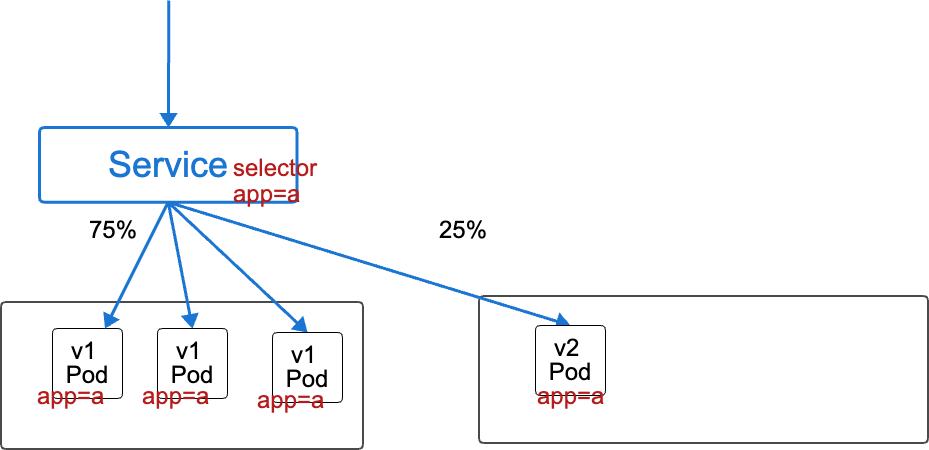 Service
selector
app=a
75%
25%
v1
Pod
app=a
v1
Pod
app=a
v1
Pod
app=a
v2
Pod
app=a